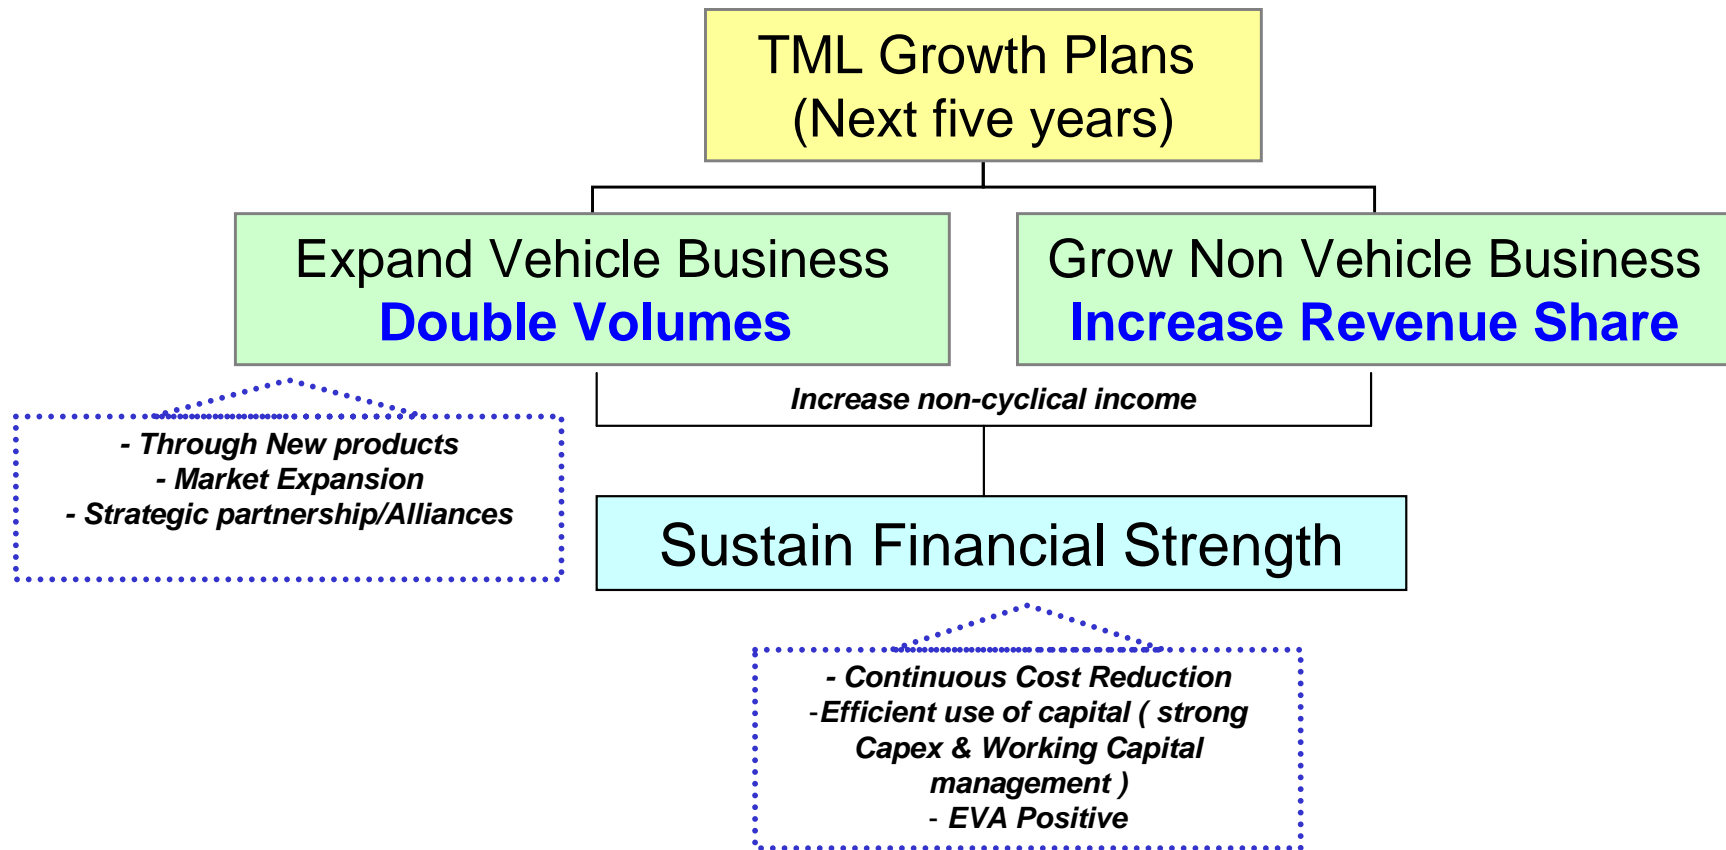 TML Growth Plans
(Next five years)
Expand Vehicle Business
Double Volumes
Grow Non Vehicle Business
Increase Revenue Share
Increase non-cyclical income
- Through New products
- Market Expansion
- Strategic partnership/Alliances
Sustain Financial Strength
- Continuous Cost Reduction
-Efficient use of capital ( strong
Capex & Working Capital
management )
- EVA Positive